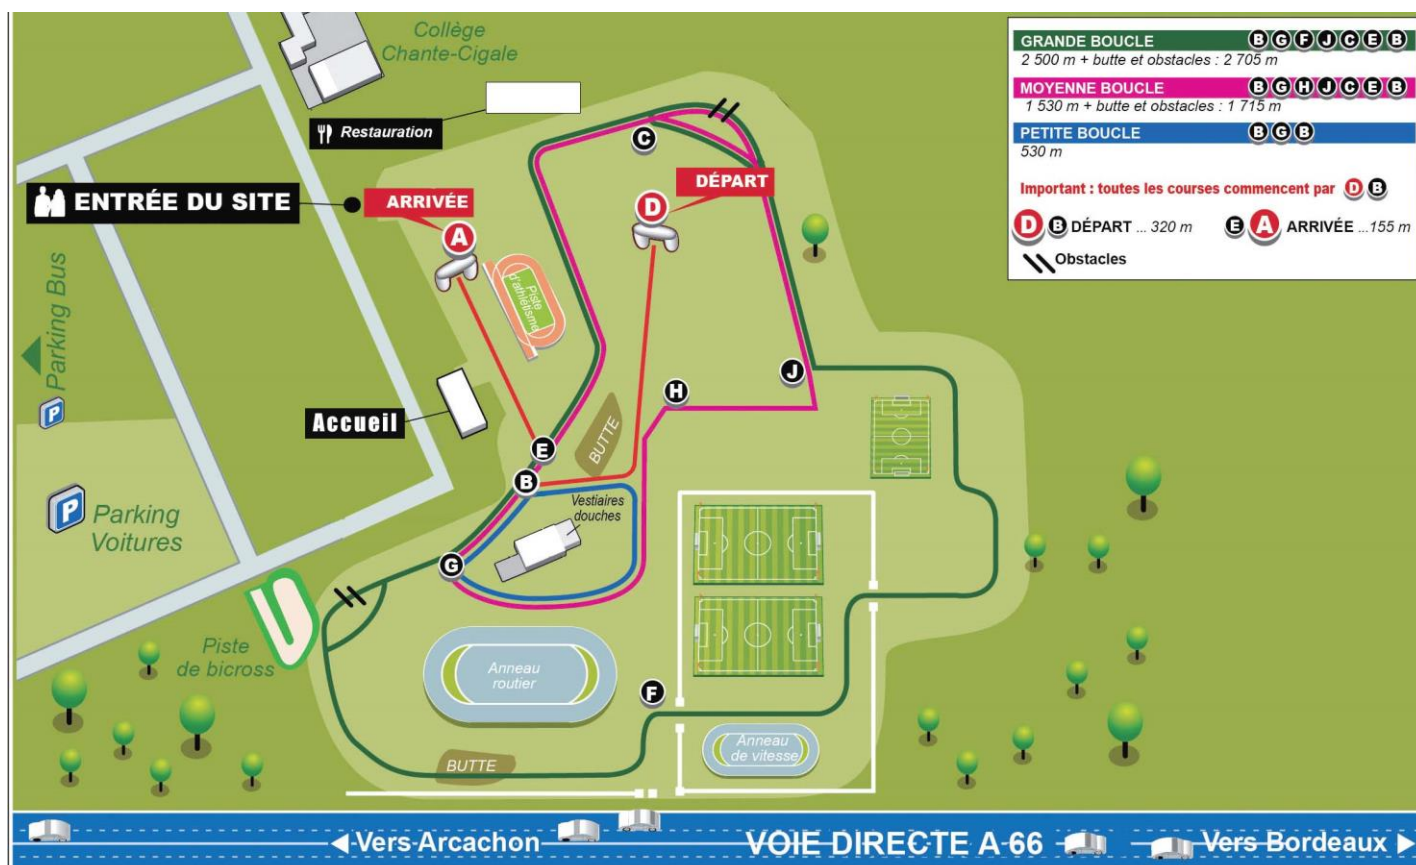 Collège
Chante-Cigale
Restauration
ENTRÉE DU SITE
ARRIVÉE
A
DÉPART
D
C
Piste
d'athlétisme
Parking Bus
P
Accueil
H
J
BUTTE
E
B
Vestiaires
douches
P
Parking
Voitures
G
Piste
de bicross
Anneau
routier
F
Anneau
de vitesse
BUTTE
Vers Arcachon
VOIE DIRECTE A-66
Vers Bordeaux
GRANDE BOUCLE B G F J C E B
2 500 m + butte et obstacles : 2 705 m
MOYENNE BOUCLE B G H J C E B
1 530 m + butte et obstacles : 1 715 m
PETITE BOUCLE B G B
530 m
Important : toutes les courses commencent par D B
D B DÉPART ... 320 m E A ARRIVÉE ...155 m
Obstacles